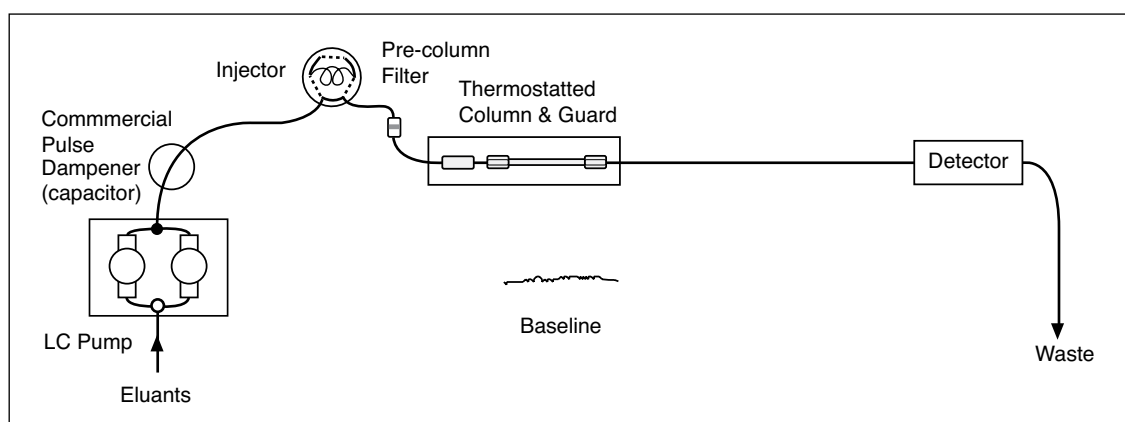 Injector
Pre-column
Filter
Thermostatted
Column & Guard
Commmercial
Pulse
Dampener
(capacitor)
Detector
LC Pump
Eluants
Baseline
Waste